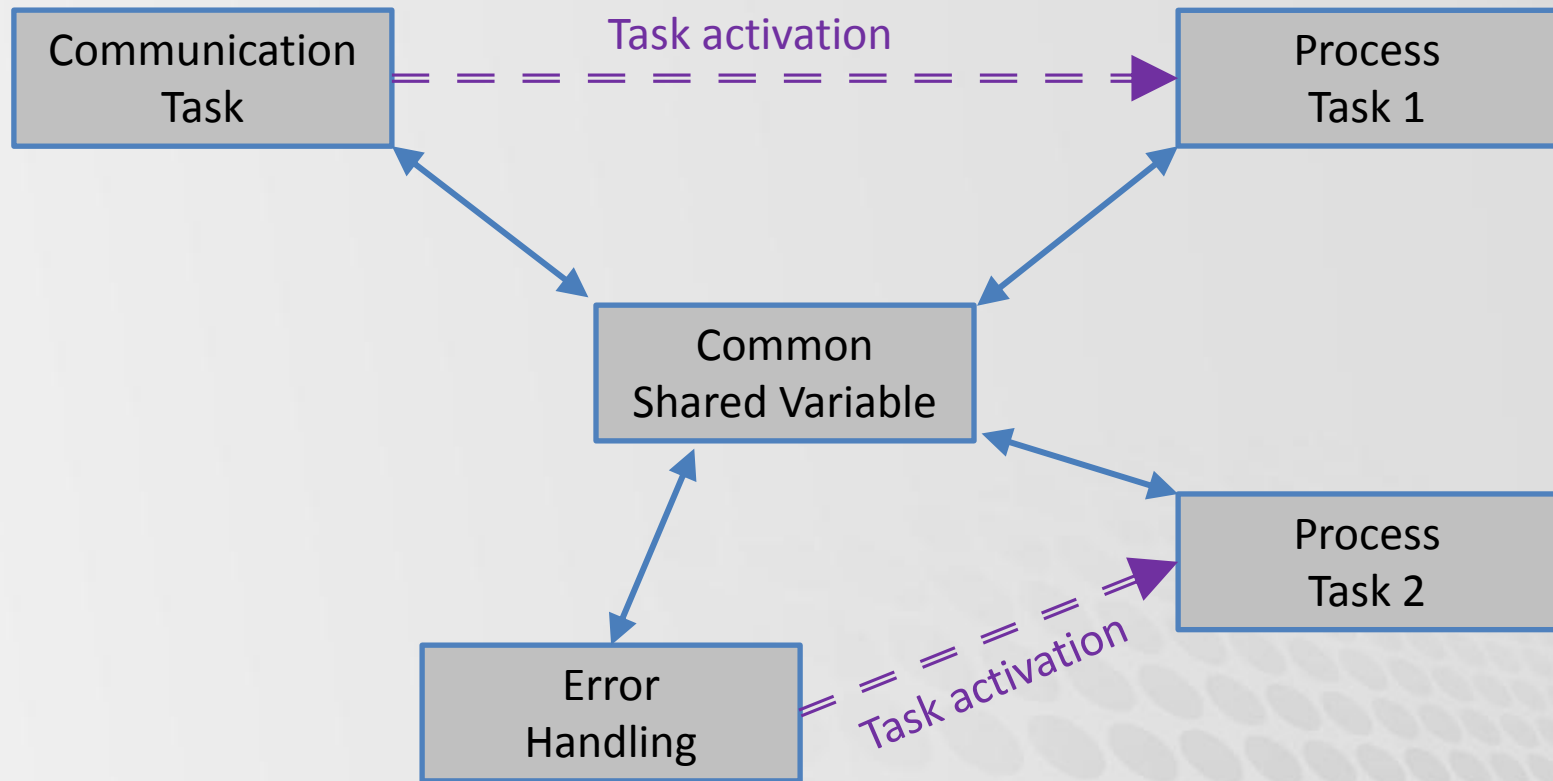 Communication
Task
Task activation
Process
Task 1
Common
Shared Variable
Process
Task 2
Error
Handling
Task activation